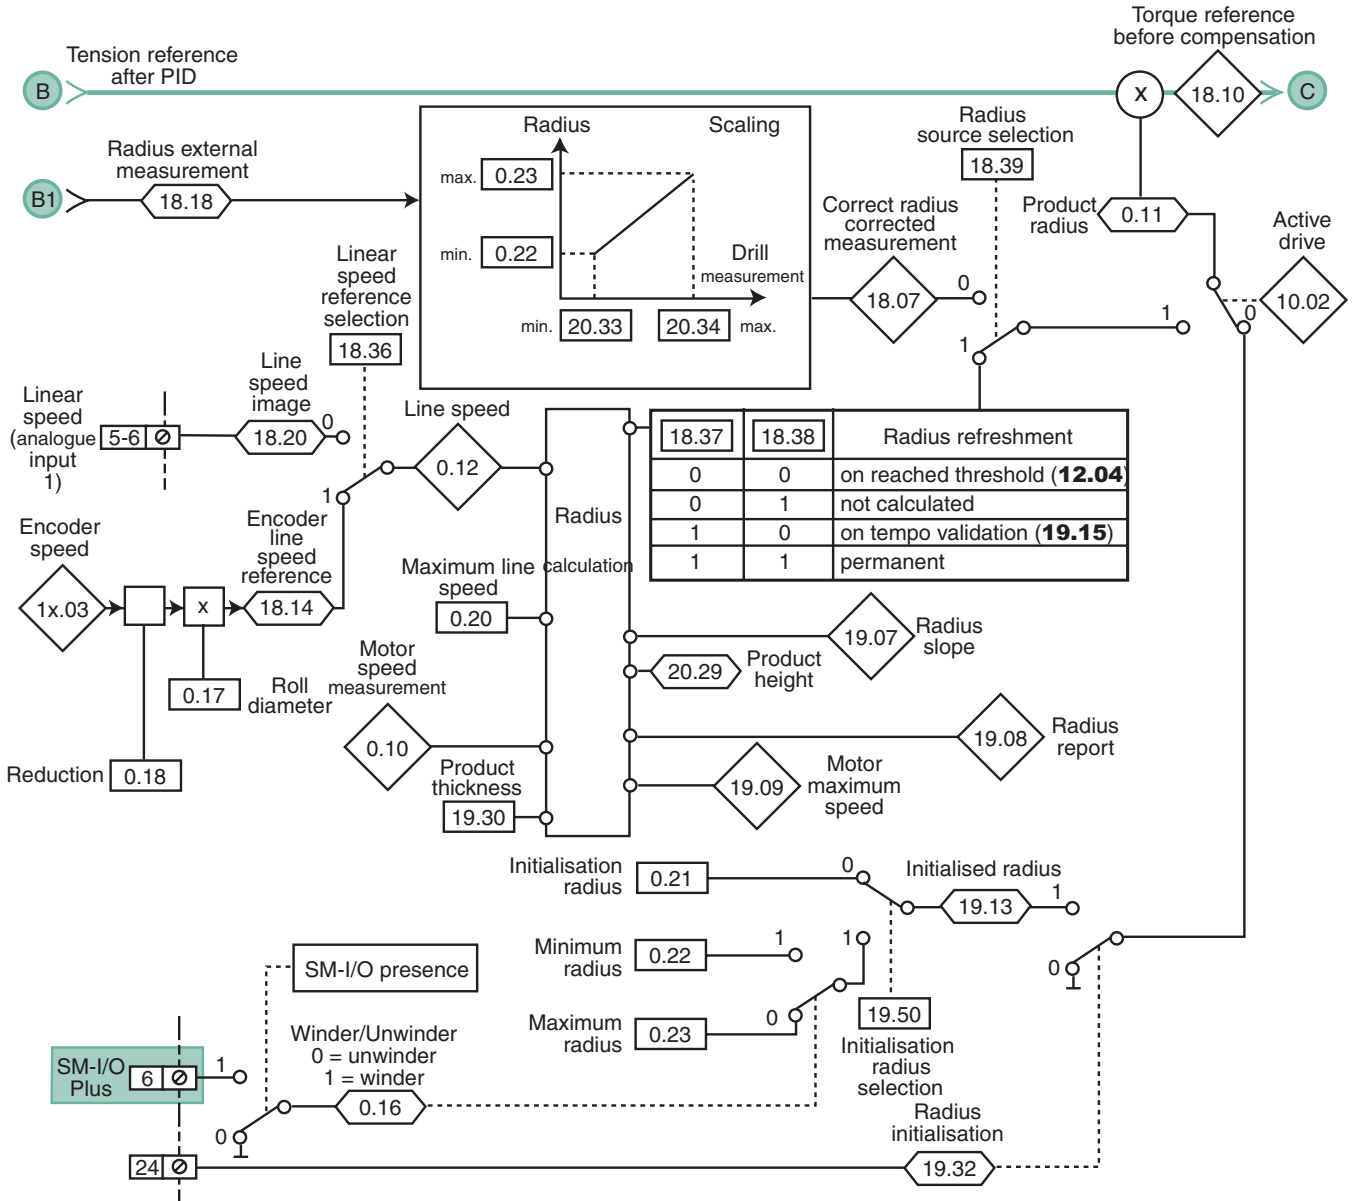 Torque reference
before compensation
Tension reference
after PID
B
X
18.10
C
Radius external
measurement
B1
18.18
Radius
Scaling
max.
0.23
min.
0.22
Drill
measurement
min.
20.33
20.34
max.
Radius
source selection
18.39
Correct radius
corrected
measurement
18.07
0
1
1
Product
radius
0.11
Active
drive
10.02
0
Linear
speed
reference
selection
18.36
Linear
speed
(analogue
input
1)
5-6
Line
speed
image
18.20
0
1
Line speed
0.12
Encoder
speed
1x.03
x
Encoder
line
speed
reference
18.14
0.17
Roll
diameter
Reduction
0.18
Radius
calculation
Maximum line
speed
0.20
Motor
speed
measurement
0.10
Product
thickness
19.30
18.37
18.38
Radius refreshment
0
0
on reached threshold (12.04)
0
1
not calculated
1
0
on tempo validation (19.15)
1
1
permanent
19.07
Radius
slope
20.29
Product
height
19.08
Radius
report
19.09
Motor
maximum
speed
Initialisation
radius
0.21
0
Initialised radius
19.13
1
Minimum
radius
0.22
1
1
Maximum
radius
0.23
0
0
19.50
Initialisation
radius
selection
SM-I/O presence
Winder/Unwinder
0 = unwinder
1 = winder
0.16
SM-I/O
Plus
6
1
0
Radius
initialisation
24
19.32